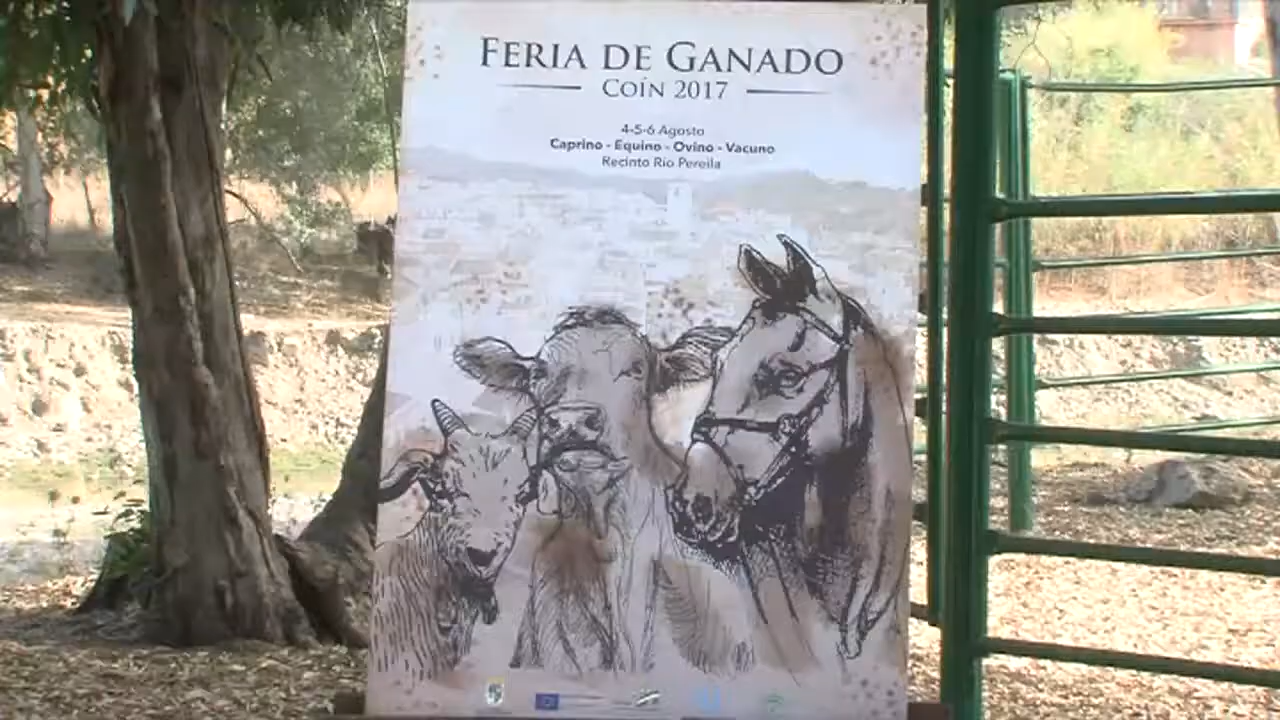 FERIA DE GANADO
COÍN 2017
4-5-6 Agosto
Caprino - Equino - Ovino - Vacuno
Recinto Río Pereila